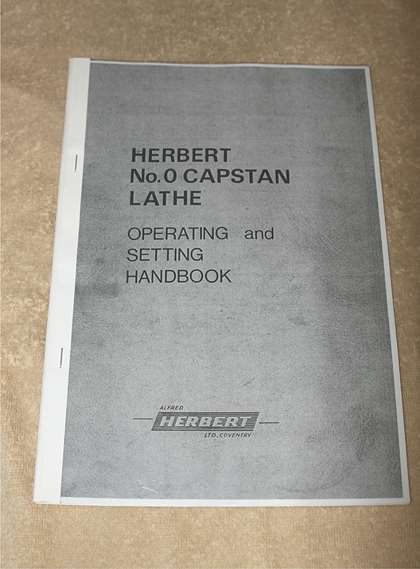 HERBERT
No.0 CAPSTAN
LATHE
OPERATING and
SETTING
HANDBOOK
ALFRED
HERBERT
LTD., COVENTRY